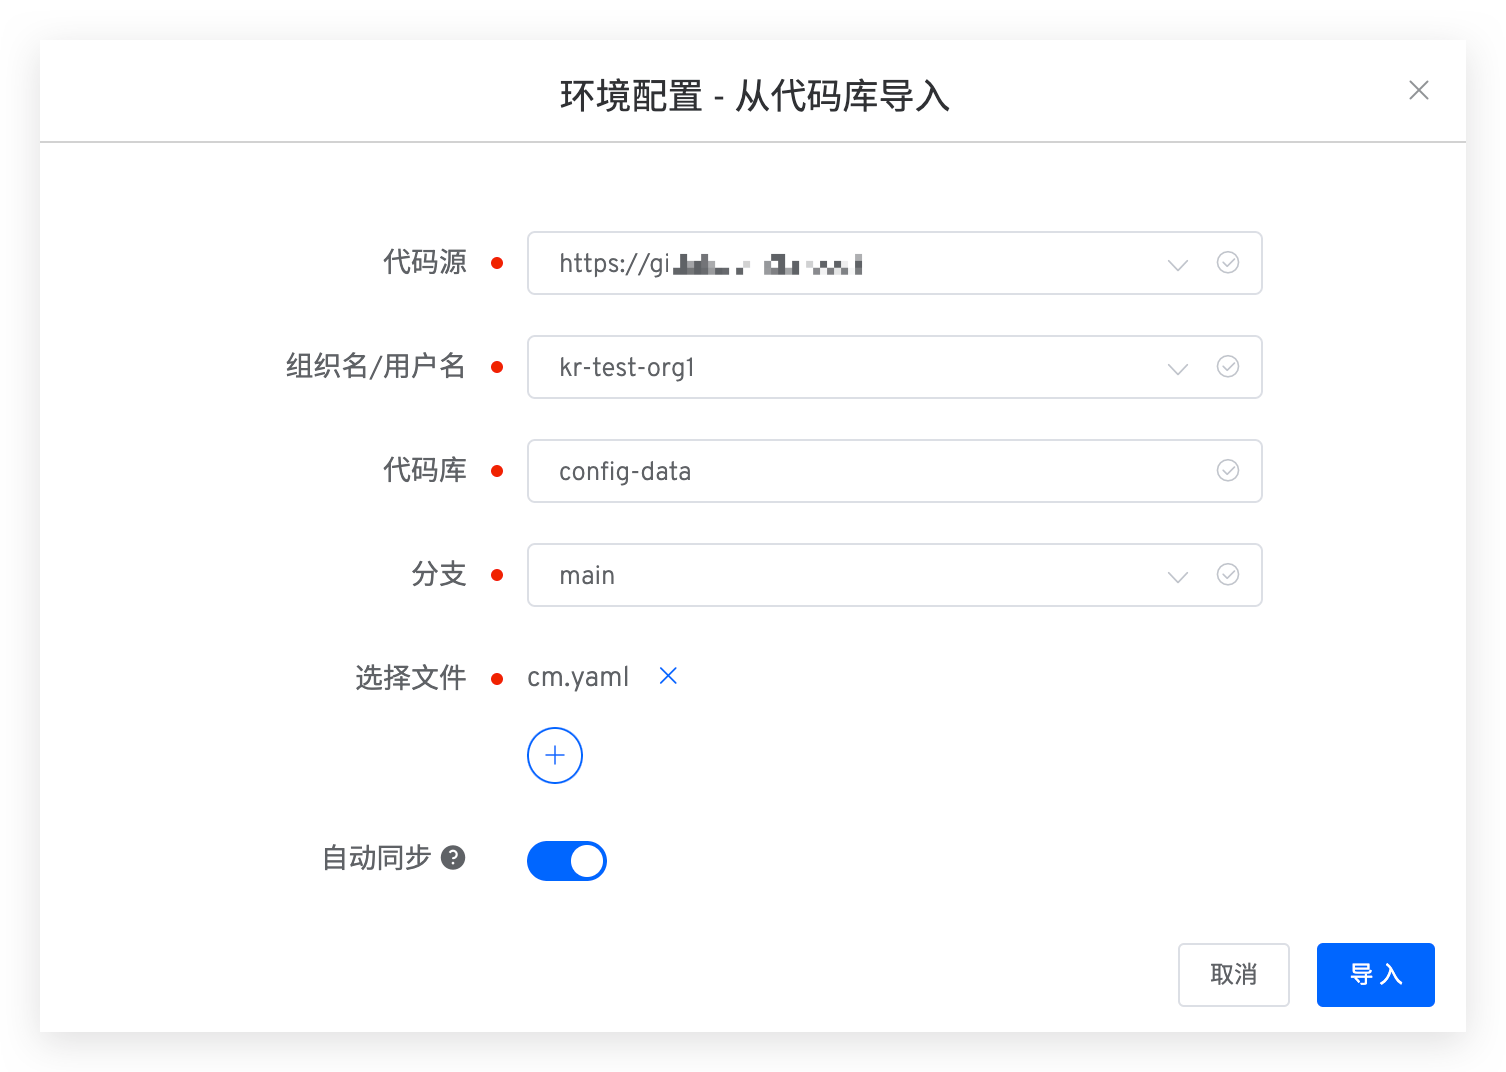 环境配置 - 从代码库导入
代码源 https://gi
组织名/用户名 kr-test-org1
代码库 config-data
分支 main
选择文件 cm.yaml
自动同步
取消 导入